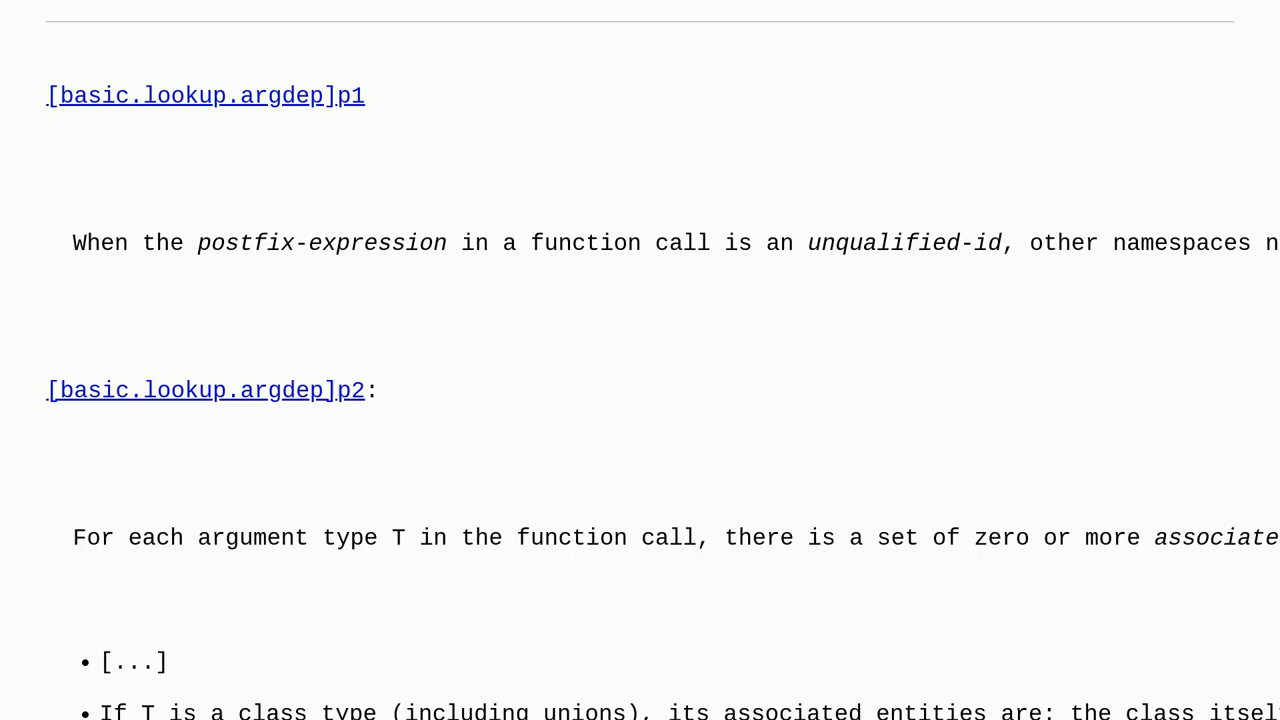 [basic.lookup.argdep]p1
When the postfix-expression in a function call is an unqualified-id, other namespaces
[basic.lookup.argdep]p2:
For each argument type T in the function call, there is a set of zero or more
• [...]
• If T is a class type (including unions), its associated entities are: the class